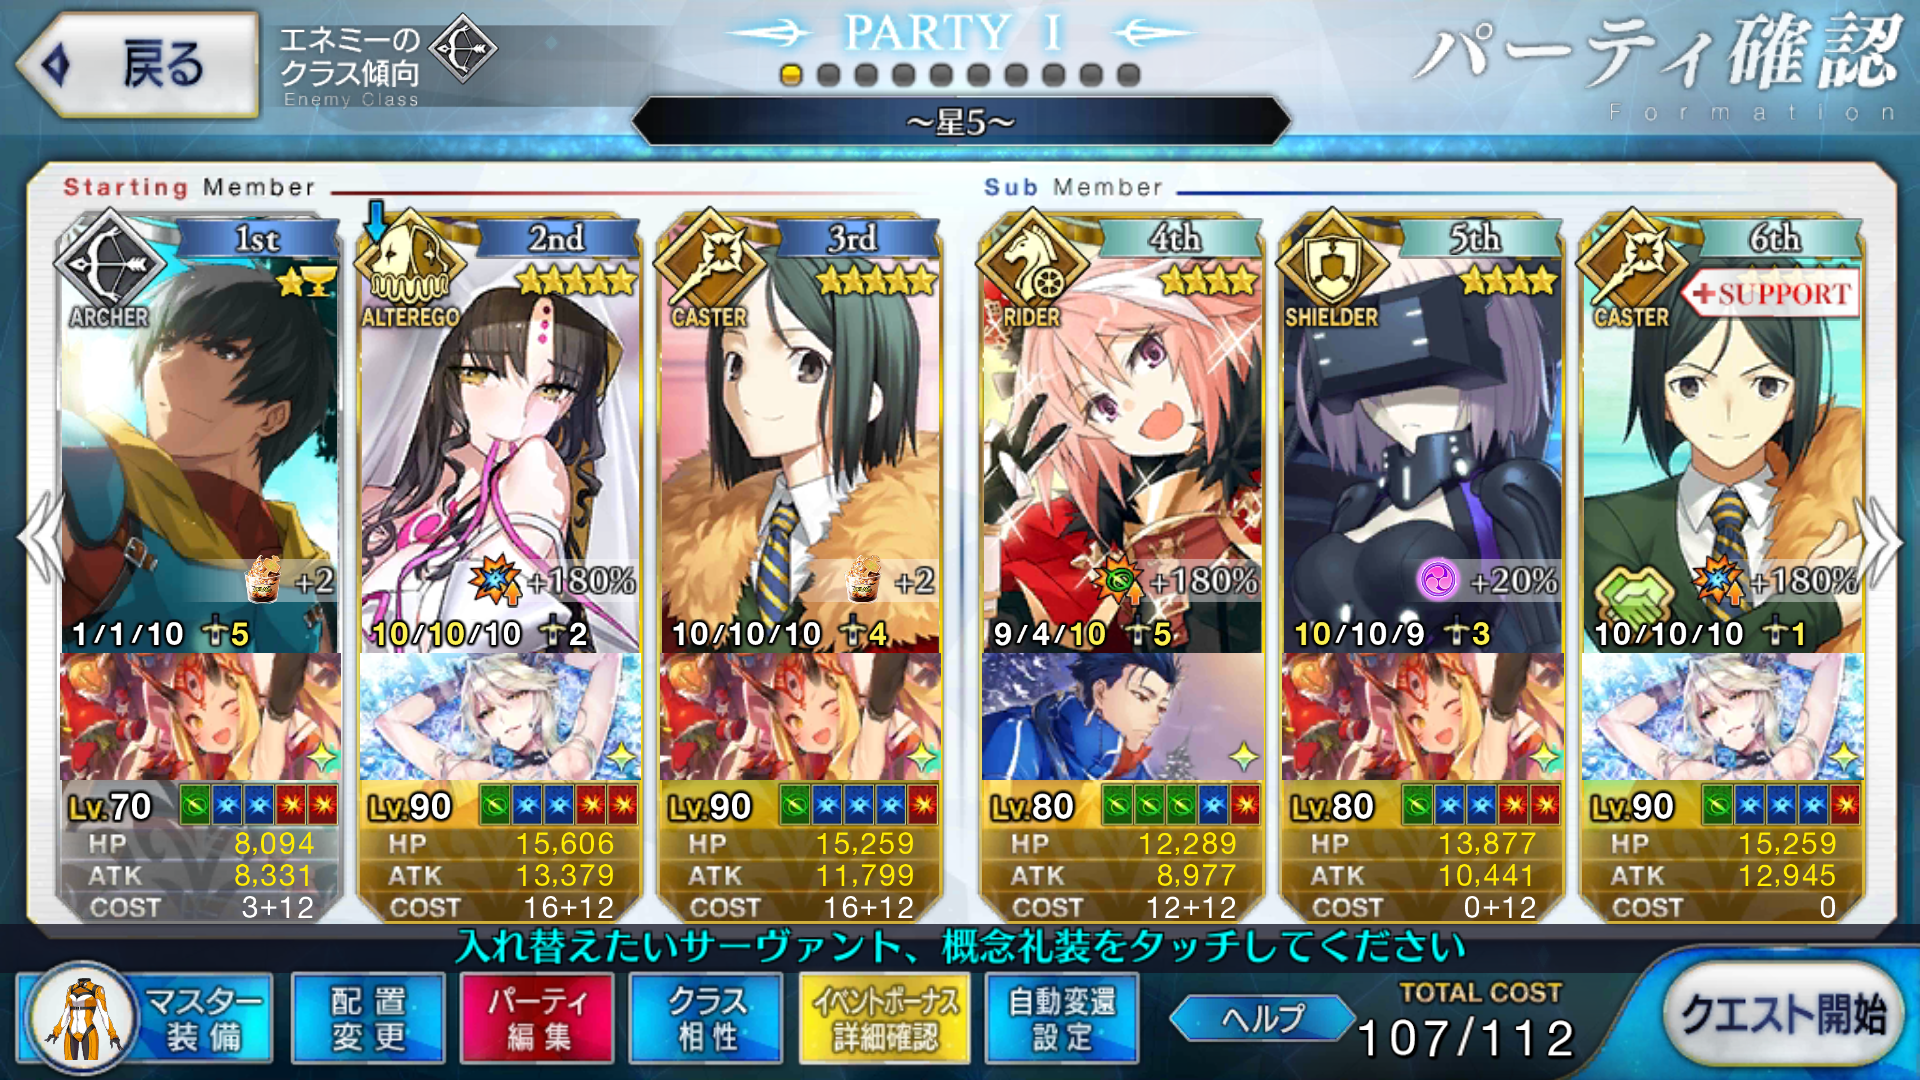 戻る
エネミーの
クラス傾向
Enemy Class
PARTY I
～星5～
パーティ確認
Formation
Starting Member
Sub Member
1st
ARCHER
+2
1/1/10 5
Lv.70
HP 8,094
ATK 8,331
COST 3+12
2nd
ALTEREGO
+180%
10/10/10 2
Lv.90
HP 15,606
ATK 13,379
COST 16+12
3rd
CASTER
+2
10/10/10 4
Lv.90
HP 15,259
ATK 11,799
COST 16+12
4th
RIDER
+180%
9/4/10 5
Lv.80
HP 12,289
ATK 8,977
COST 12+12
5th
SHIELDER
+20%
10/10/9 3
Lv.80
HP 13,877
ATK 10,441
COST 0+12
6th
CASTER
+SUPPORT
+180%
10/10/10 1
Lv.90
HP 15,259
ATK 12,945
COST 0
入れ替えたいサーヴァント、概念礼装をタッチしてください
マスター
装備
配置
変更
パーティ
編集
クラス
相性
イベントボーナス
詳細確認
自動変還
設定
ヘルプ
TOTAL COST
107/112
クエスト開始